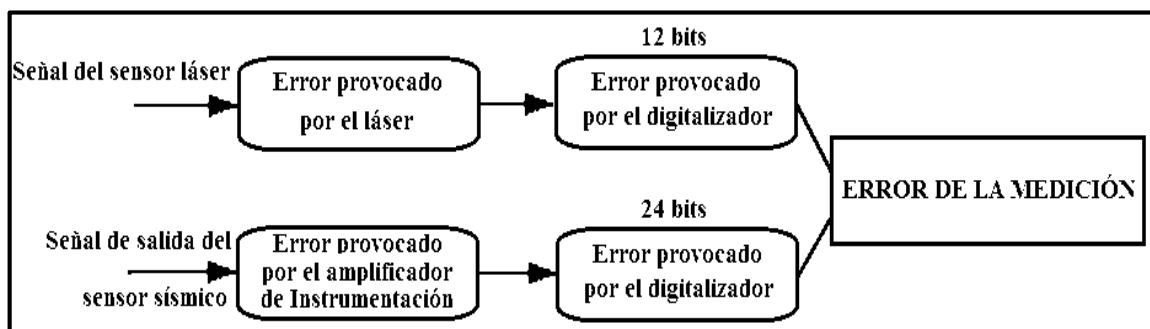 Señal del sensor láser
Error provocado
por el láser
12 bits
Error provocado
por el digitalizador
ERROR DE LA MEDICIÓN
Señal de salida del
sensor sísmico
Error provocado
por el amplificador
de Instrumentación
24 bits
Error provocado
por el digitalizador